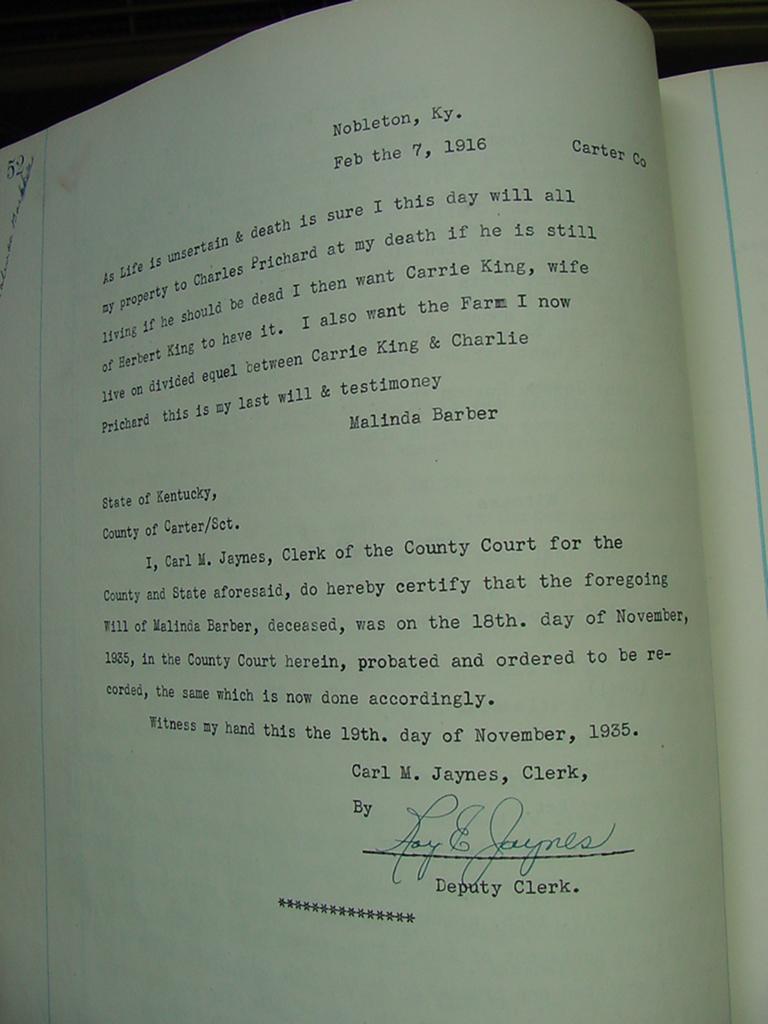 52
Nobleton, Ky.
Feb the 7, 1916 Carter Co
As Life is unsertain & death is sure I this day will all
my property to Charles Prichard at my death if he is still
living if he should be dead I then want Carrie King, wife
of Herbert King to have it. I also want the Farm I now
live on divided equel between Carrie King & Charlie
Prichard this is my last will & testimoney
Malinda Barber
State of Kentucky,
County of Carter/Sct.
I, Carl M. Jaynes, Clerk of the County Court for the
County and State aforesaid, do hereby certify that the foregoing
Will of Malinda Barber, deceased, was on the 18th. day of November,
1935, in the County Court herein, probated and ordered to be re-
corded, the same which is now done accordingly.
Witness my hand this the 19th. day of November, 1935.
Carl M. Jaynes, Clerk,
By
Roy E Jaynes
Deputy Clerk.
***************